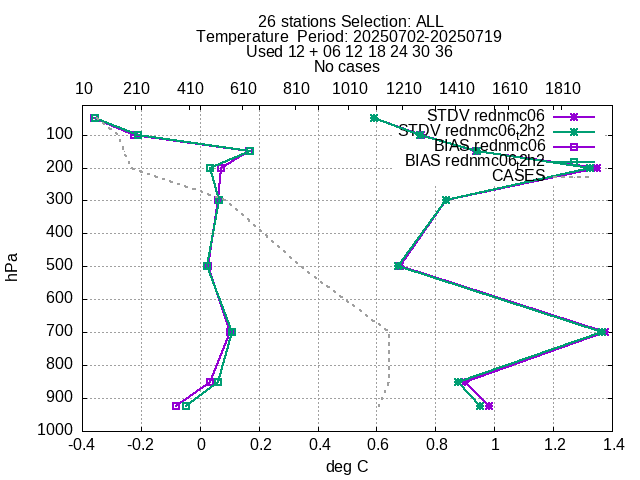 26 stations Selection: ALL
Temperature  Period: 20250702-20250719
Used 12 + 06 12 18 24 30 36
No cases
10 210 410 610 810 1010 1210 1410 1610 1810
STDV rednmc06
STDV rednmc06.2h2
BIAS rednmc06
BIAS rednmc06.2h2
CASES
100
200
300
400
500
600
700
800
900
1000
hPa
-0.4 -0.2 0 0.2 0.4 0.6 0.8 1 1.2 1.4
deg C